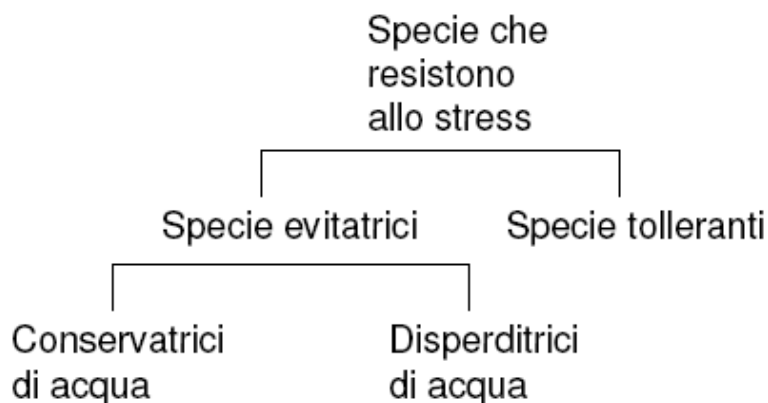 Specie che
resistono
allo stress
Specie evitatrici
Specie tolleranti
Conservatrici
di acqua
Disperditrici
di acqua